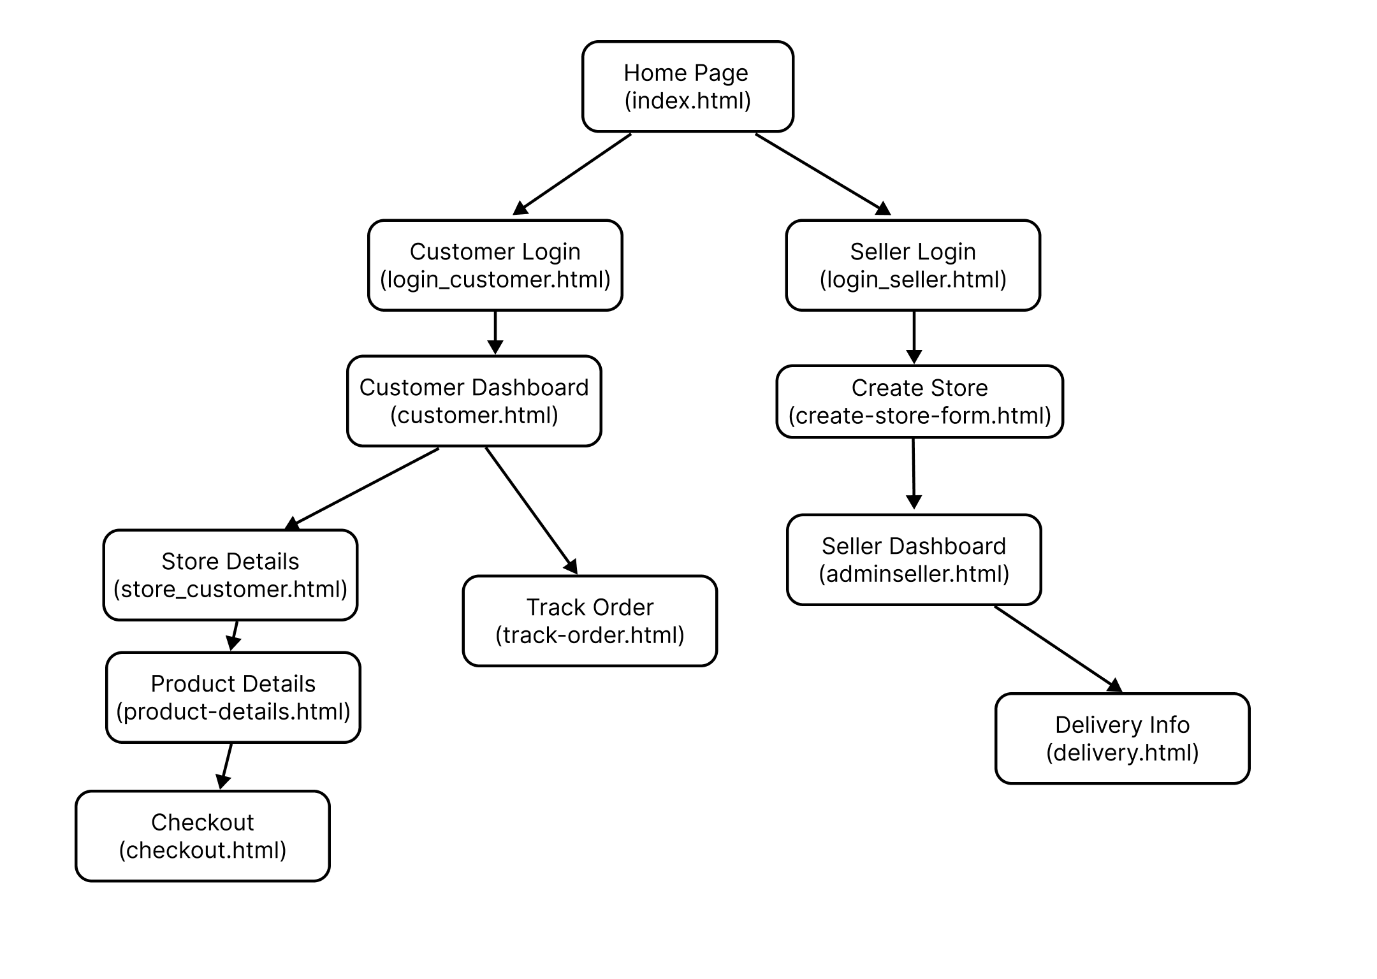 Home Page
(index.html)
Customer Login
(login_customer.html)
Seller Login
(login_seller.html)
Customer Dashboard
(customer.html)
Create Store
(create-store-form.html)
Store Details
(store_customer.html)
Track Order
(track-order.html)
Seller Dashboard
(adminseller.html)
Product Details
(product-details.html)
Delivery Info
(delivery.html)
Checkout
(checkout.html)